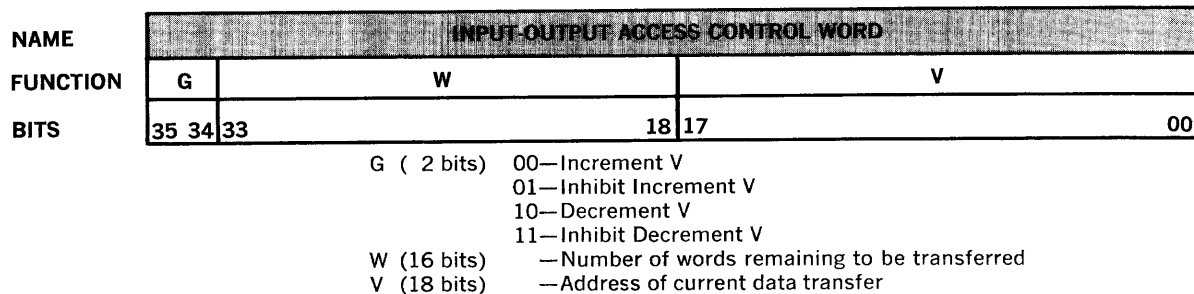 NAME INPUT-OUTPUT ACCESS CONTROL WORD
FUNCTION G W V
BITS 35 34 33 18 17 00
G ( 2 bits) 00—Increment V
01—Inhibit Increment V
10—Decrement V
11—Inhibit Decrement V
W (16 bits) —Number of words remaining to be transferred
V (18 bits) —Address of current data transfer